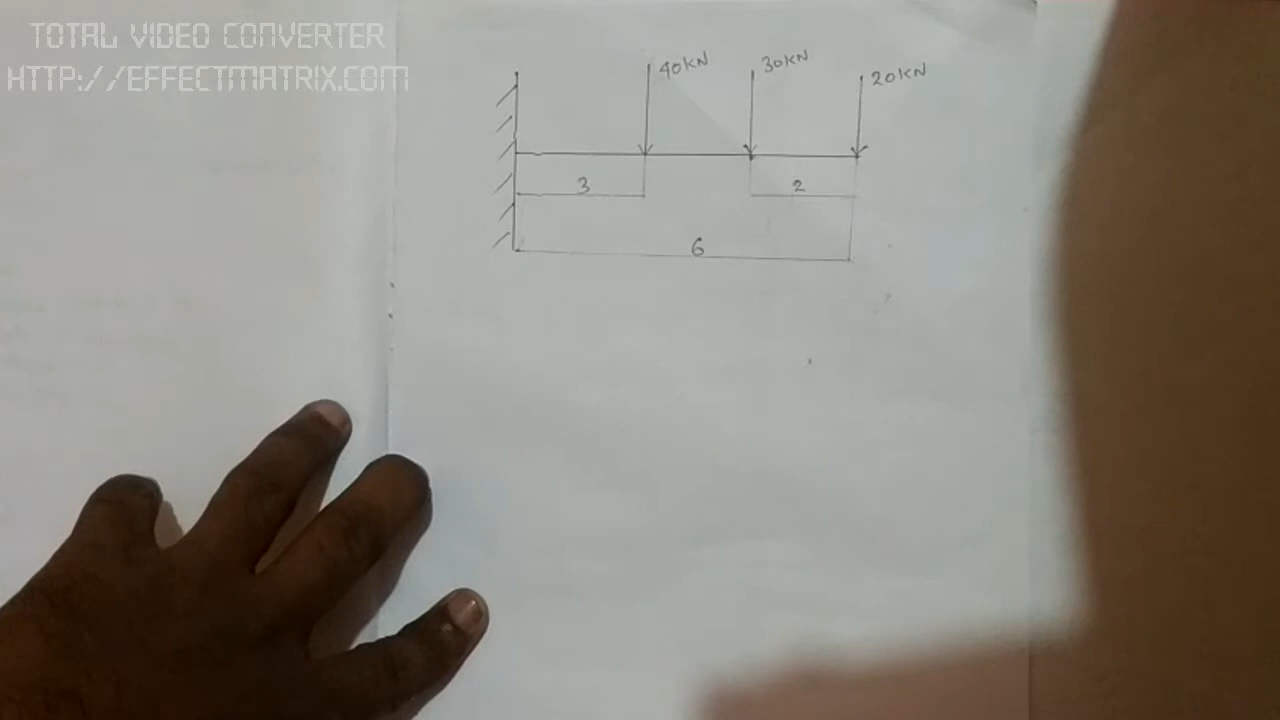 TOTAL VIDEO CONVERTER
HTTP://EFFECTMATRIX.COM
40KN
30KN
20KN
3
2
6